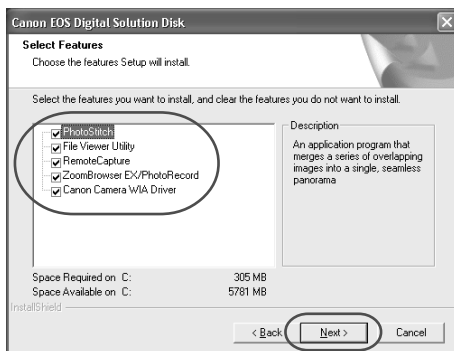 Canon EOS Digital Solution Disk
Select Features
Choose the features Setup will install.
Select the features you want to install, and clear the features you do not want to install.
PhotoStitch
File Viewer Utility
RemoteCapture
ZoomBrowser EX/PhotoRecord
Canon Camera WIA Driver
Description
An application program that
merges a series of overlapping
images into a single, seamless
panorama
Space Required on C: 305 MB
Space Available on C: 5781 MB
InstallShield
< Back Next > Cancel